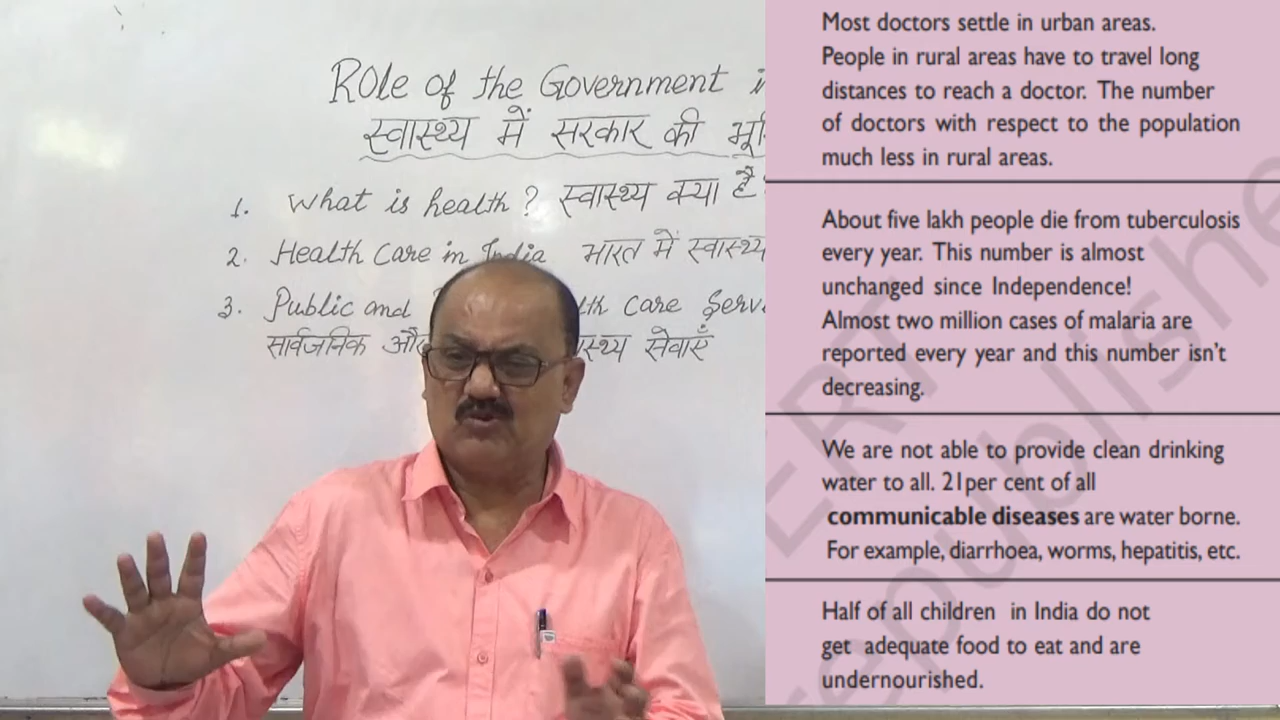 Role of the Government
स्वास्थ्य में सरकार की
1. What is health? स्वास्थ्य क्या है
2. Health Care in India भारत में स्वास्थ्य
3. Public and Care
सार्वजनिक सेवाएँ
Most doctors settle in urban areas.
People in rural areas have to travel long
distances to reach a doctor. The number
of doctors with respect to the population
much less in rural areas.
About five lakh people die from tuberculosis
every year. This number is almost
unchanged since Independence!
Almost two million cases of malaria are
reported every year and this number isn't
decreasing.
We are not able to provide clean drinking
water to all. 21per cent of all
communicable diseases are water borne.
For example, diarrhoea, worms, hepatitis, etc.
Half of all children in India do not
get adequate food to eat and are
undernourished.